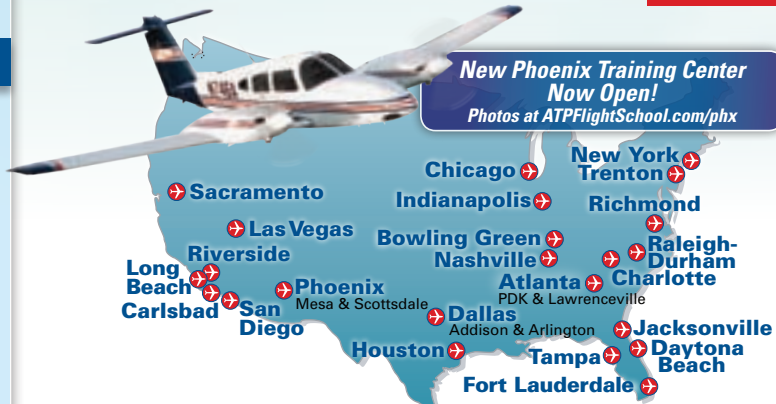 New Phoenix Training Center
Now Open!
Photos at ATPFlightSchool.com/phx
New York
Chicago
Trenton
Sacramento
Indianapolis
Richmond
Las Vegas
Bowling Green
Raleigh-
Durham
Riverside
Nashville
Long
Beach
Phoenix
Mesa & Scottsdale
Atlanta
PDK & Lawrenceville
Charlotte
Carlsbad
San
Diego
Dallas
Addison & Arlington
Jacksonville
Houston
Tampa
Daytona
Beach
Fort Lauderdale